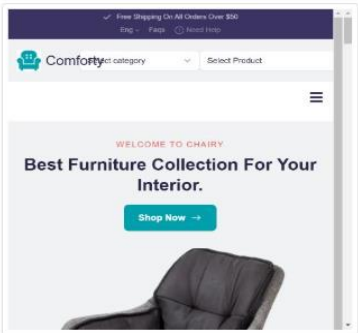 Free Shipping On All Orders Over $50
Eng Faqs Need Help
Comforty Select category Select Product
WELCOME TO CHAIRY
Best Furniture Collection For Your
Interior.
Shop Now →